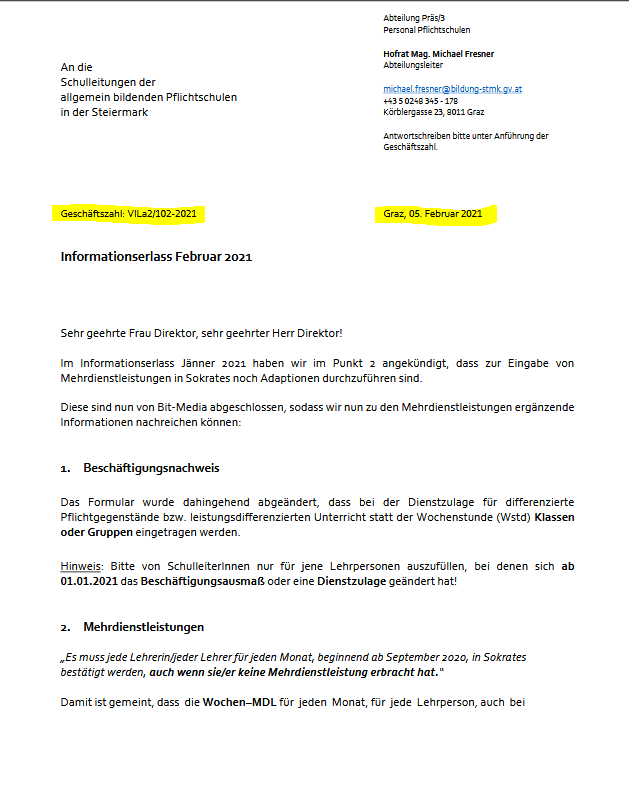 Abteilung Präs/3
Personal Pflichtschulen
Hofrat Mag. Michael Fresner
Abteilungsleiter
An die
Schulleitungen der
allgemein bildenden Pflichtschulen
in der Steiermark
michael.fresner@bildung-stmk.gv.at
+43 5 0248 345 - 178
Körblergasse 23, 8011 Graz
Antwortschreiben bitte unter Anführung der
Geschäftszahl.
Geschäftszahl: VILa2/102-2021
Graz, 05. Februar 2021
Informationserlass Februar 2021
Sehr geehrte Frau Direktor, sehr geehrter Herr Direktor!
Im Informationserlass Jänner 2021 haben wir im Punkt 2 angekündigt, dass zur Eingabe von
Mehrdienstleistungen in Sokrates noch Adaptionen durchzuführen sind.
Diese sind nun von Bit-Media abgeschlossen, sodass wir nun zu den Mehrdienstleistungen ergänzende
Informationen nachreichen können:
1. Beschäftigungsnachweis
Das Formular wurde dahingehend abgeändert, dass bei der Dienstzulage für differenzierte
Pflichtgegenstände bzw. leistungsdifferenzierten Unterricht statt der Wochenstunde (Wstd) Klassen
oder Gruppen eingetragen werden.
Hinweis: Bitte von SchulleiterInnen nur für jene Lehrpersonen auszufüllen, bei denen sich ab
01.01.2021 das Beschäftigungsausmaß oder eine Dienstzulage geändert hat!
2. Mehrdienstleistungen
„Es muss jede Lehrerin/jeder Lehrer für jeden Monat, beginnend ab September 2020, in Sokrates
bestätigt werden, auch wenn sie/er keine Mehrdienstleistung erbracht hat."
Damit ist gemeint, dass die Wochen–MDL für jeden Monat, für jede Lehrperson, auch bei